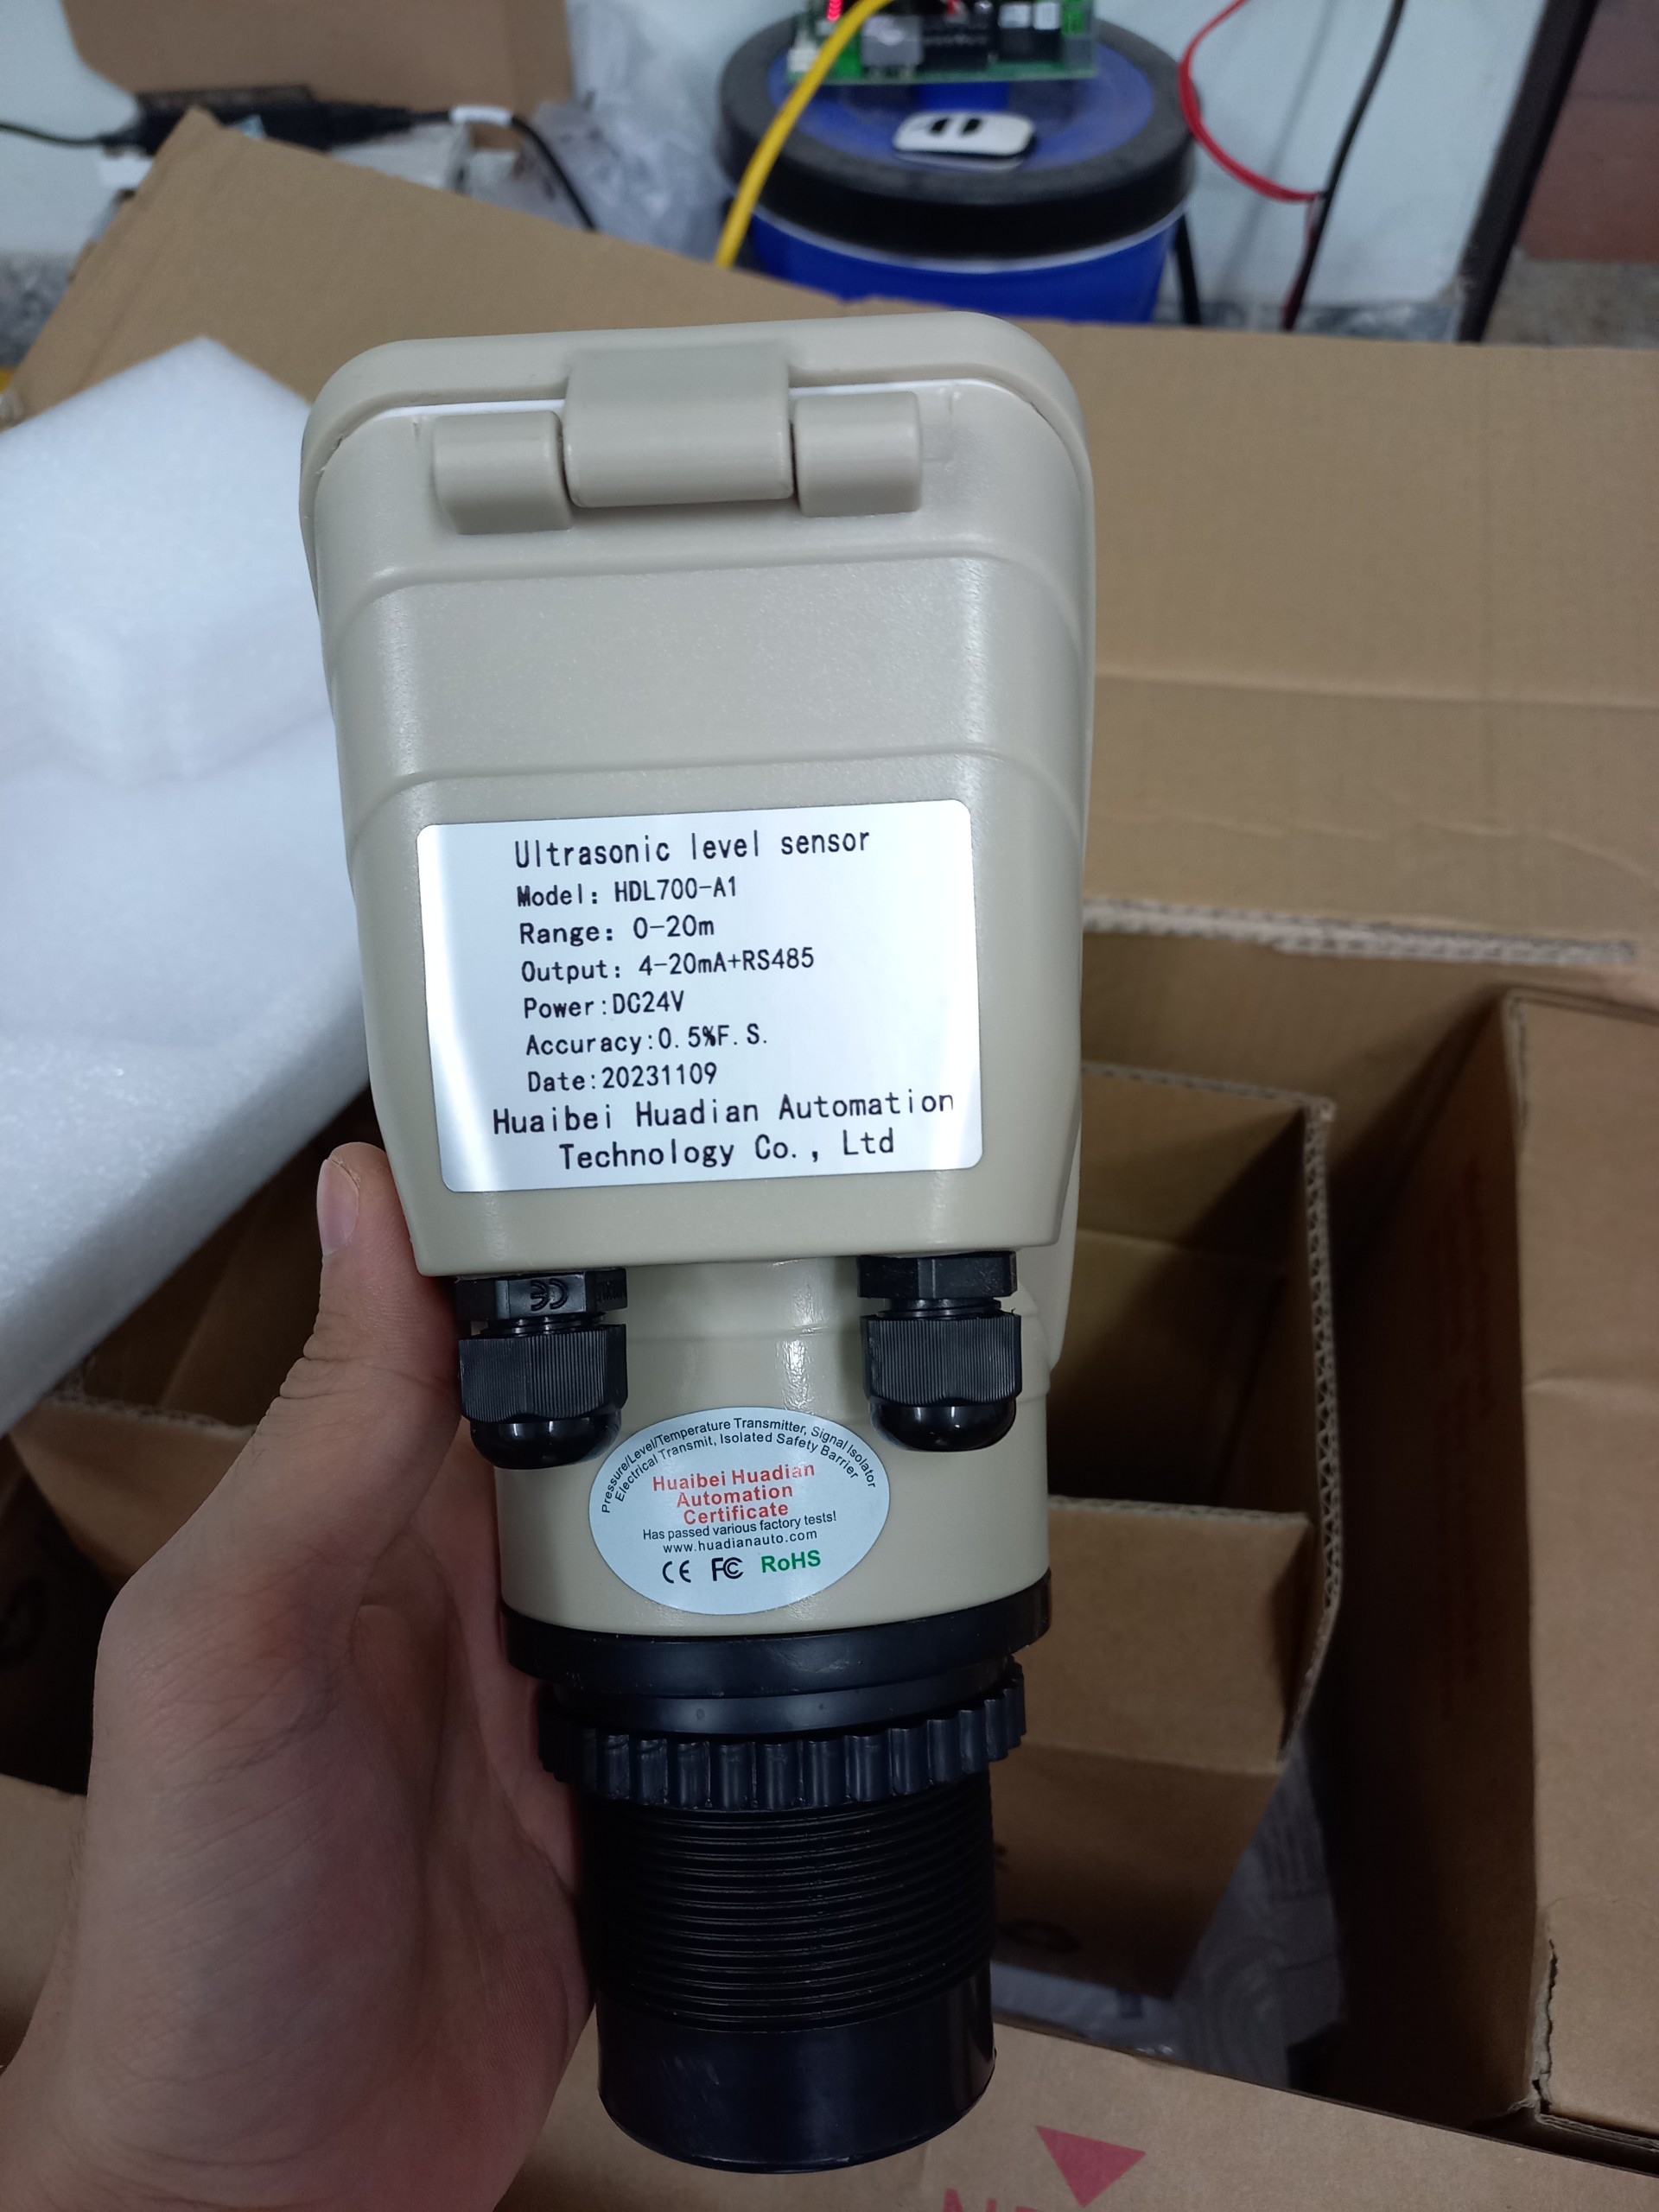 Ultrasonic level sensor
Model: HDL700-A1
Range: 0-20m
Output: 4-20mA+RS485
Power:DC24V
Accuracy:0.5%F.S.
Date:20231109
Huaibei Huadian Automation
Technology Co., Ltd
CE
Pressure/Level/Temperature Transmitter, Signal Isolator
Electrical Transmit, Isolated Safety Barrier
Huaibei Huadian
Automation
Certificate
Has passed various factory tests!
www.huadianauto.com
CE FC RoHS